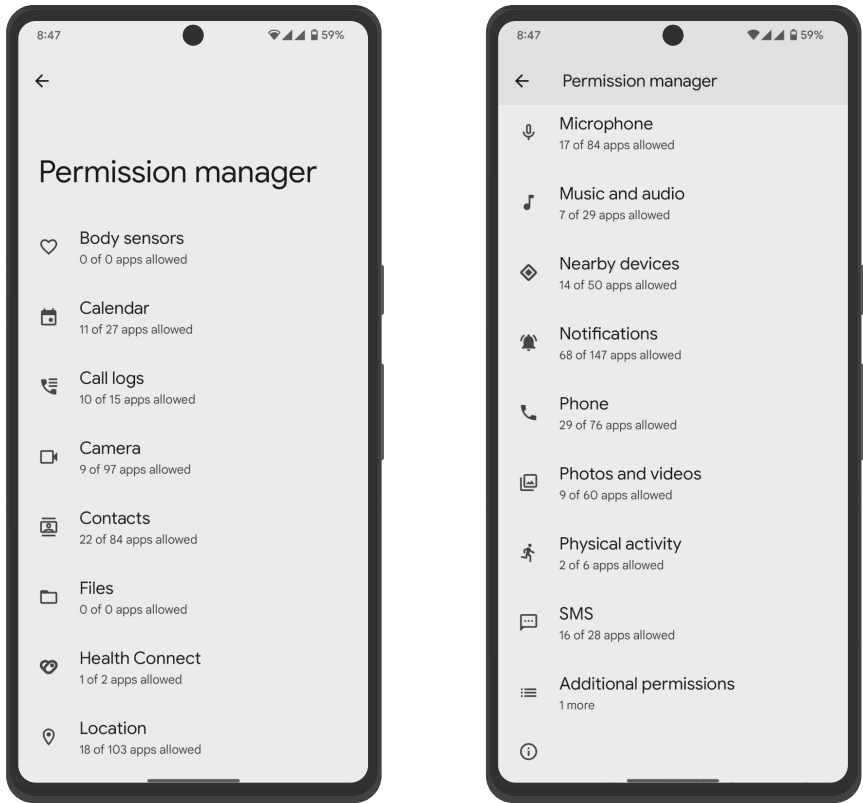 8:47
59%
Permission manager
Body sensors
0 of 0 apps allowed
Calendar
11 of 27 apps allowed
Call logs
10 of 15 apps allowed
Camera
9 of 97 apps allowed
Contacts
22 of 84 apps allowed
Files
0 of 0 apps allowed
Health Connect
1 of 2 apps allowed
Location
18 of 103 apps allowed
8:47
59%
Permission manager
Microphone
17 of 84 apps allowed
Music and audio
7 of 29 apps allowed
Nearby devices
14 of 50 apps allowed
Notifications
68 of 147 apps allowed
Phone
29 of 76 apps allowed
Photos and videos
9 of 60 apps allowed
Physical activity
2 of 6 apps allowed
SMS
16 of 28 apps allowed
Additional permissions
1 more